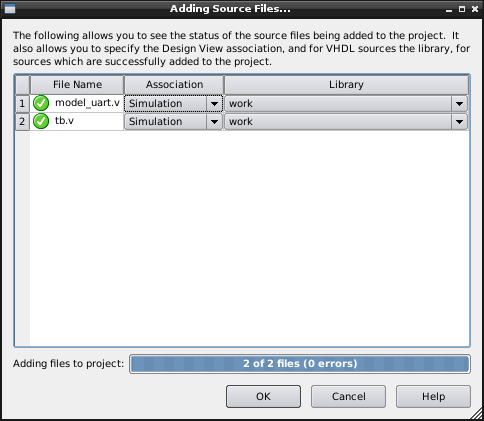 Adding Source Files...
The following allows you to see the status of the source files being added to the project. It
also allows you to specify the Design View association, and for VHDL sources the library, for
sources which are successfully added to the project.
File Name Association Library
1 model_uart.v Simulation work
2 tb.v Simulation work
Adding files to project: 2 of 2 files (0 errors)
OK Cancel Help